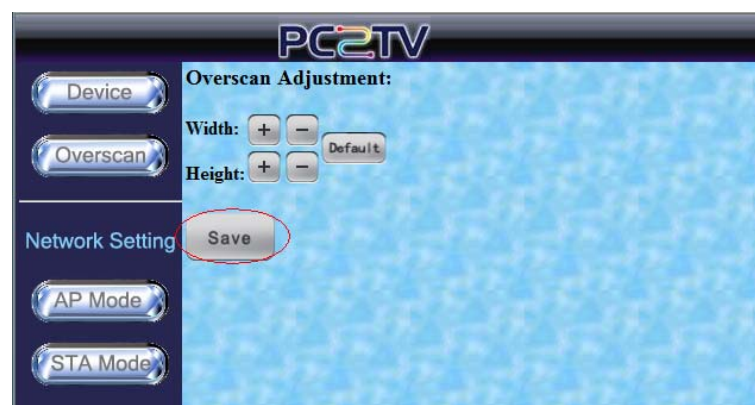 PC2TV
Device
Overscan
Network Setting
AP Mode
STA Mode
Overscan Adjustment:
Width: + -
Default
Height: + -
Save